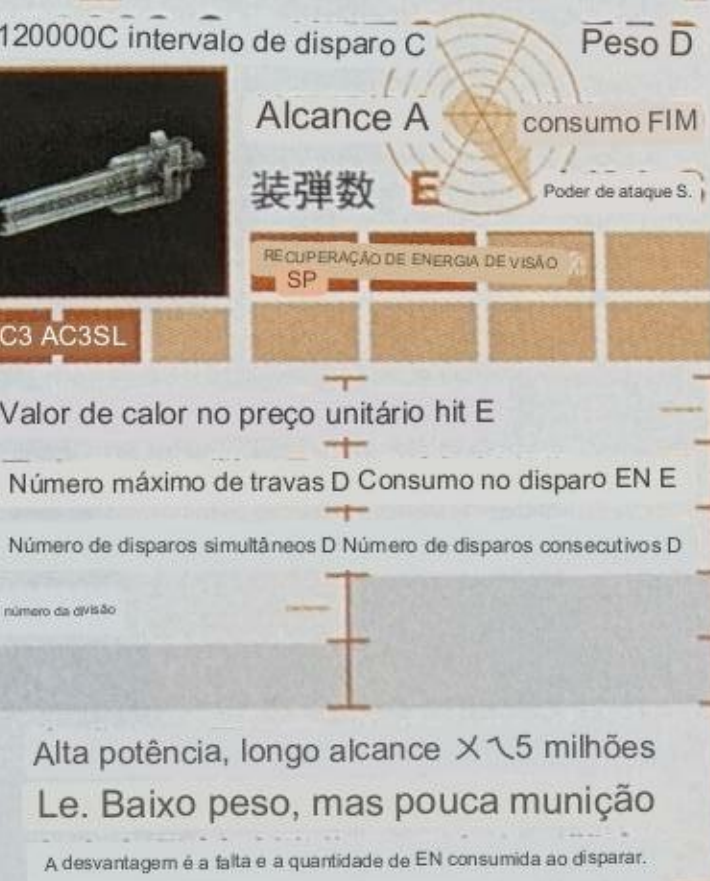 120000C intervalo de disparo C
Peso D
Alcance A
consumo FIM
装弾数 E
Poder de ataque S.
RECUPERAÇÃO DE ENERGIA DE VISÃO
SP
C3 AC3SL
Valor de calor no preço unitário hit E
Número máximo de travas D Consumo no disparo EN E
Número de disparos simultâneos D Número de disparos consecutivos D
número da divisão
Alta potência, longo alcance メ 5 milhões
Le. Baixo peso, mas pouca munição
A desvantagem é a falta e a quantidade de EN consumida ao disparar.